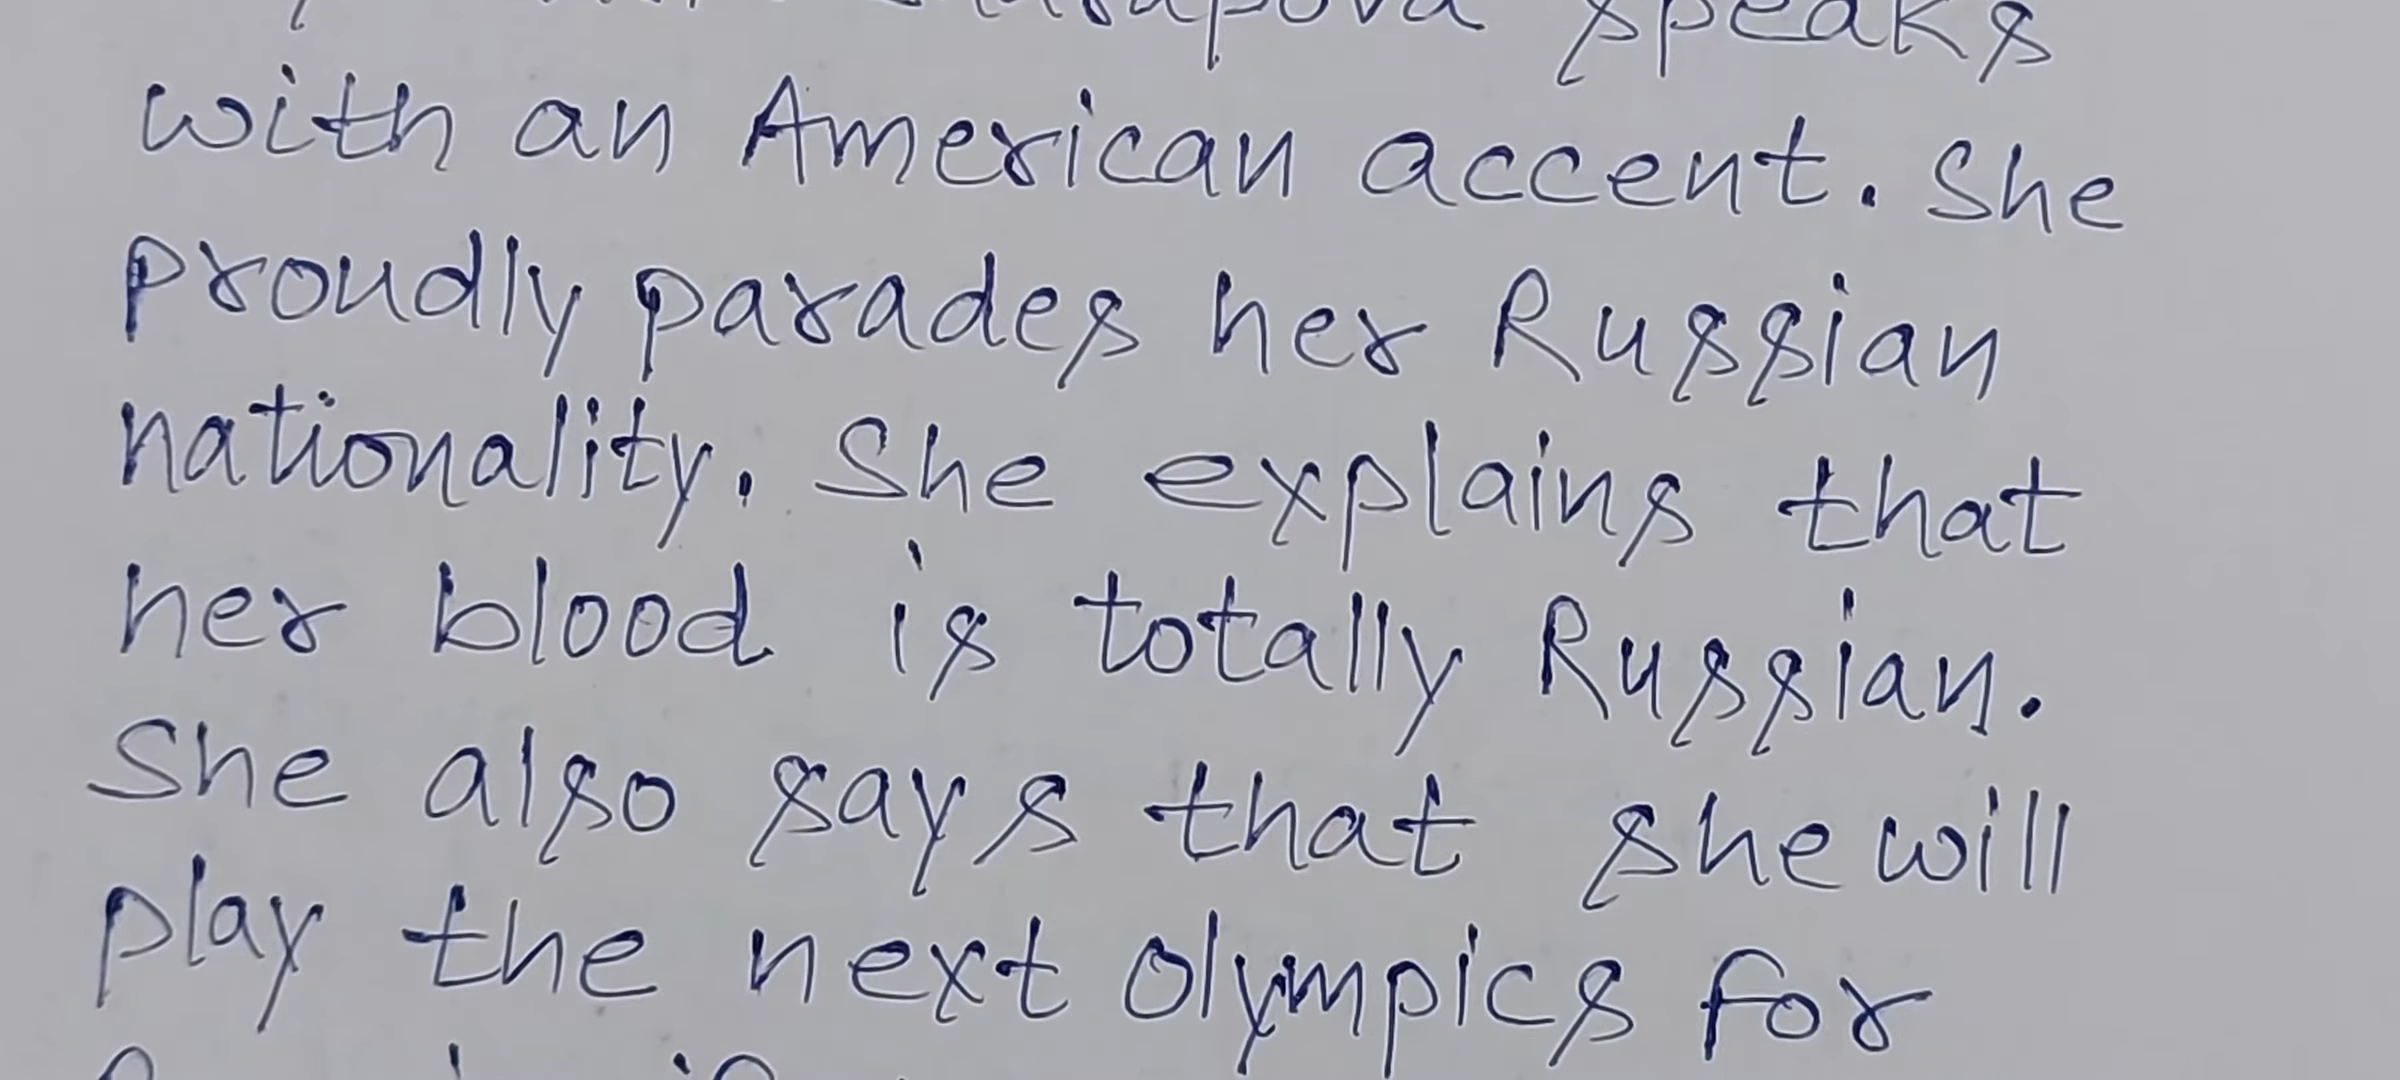 speaks
with an American accent. She
proudly parades her Russian
nationality. She explains that
her blood is totally Russian.
She also says that she will
play the next olympics for